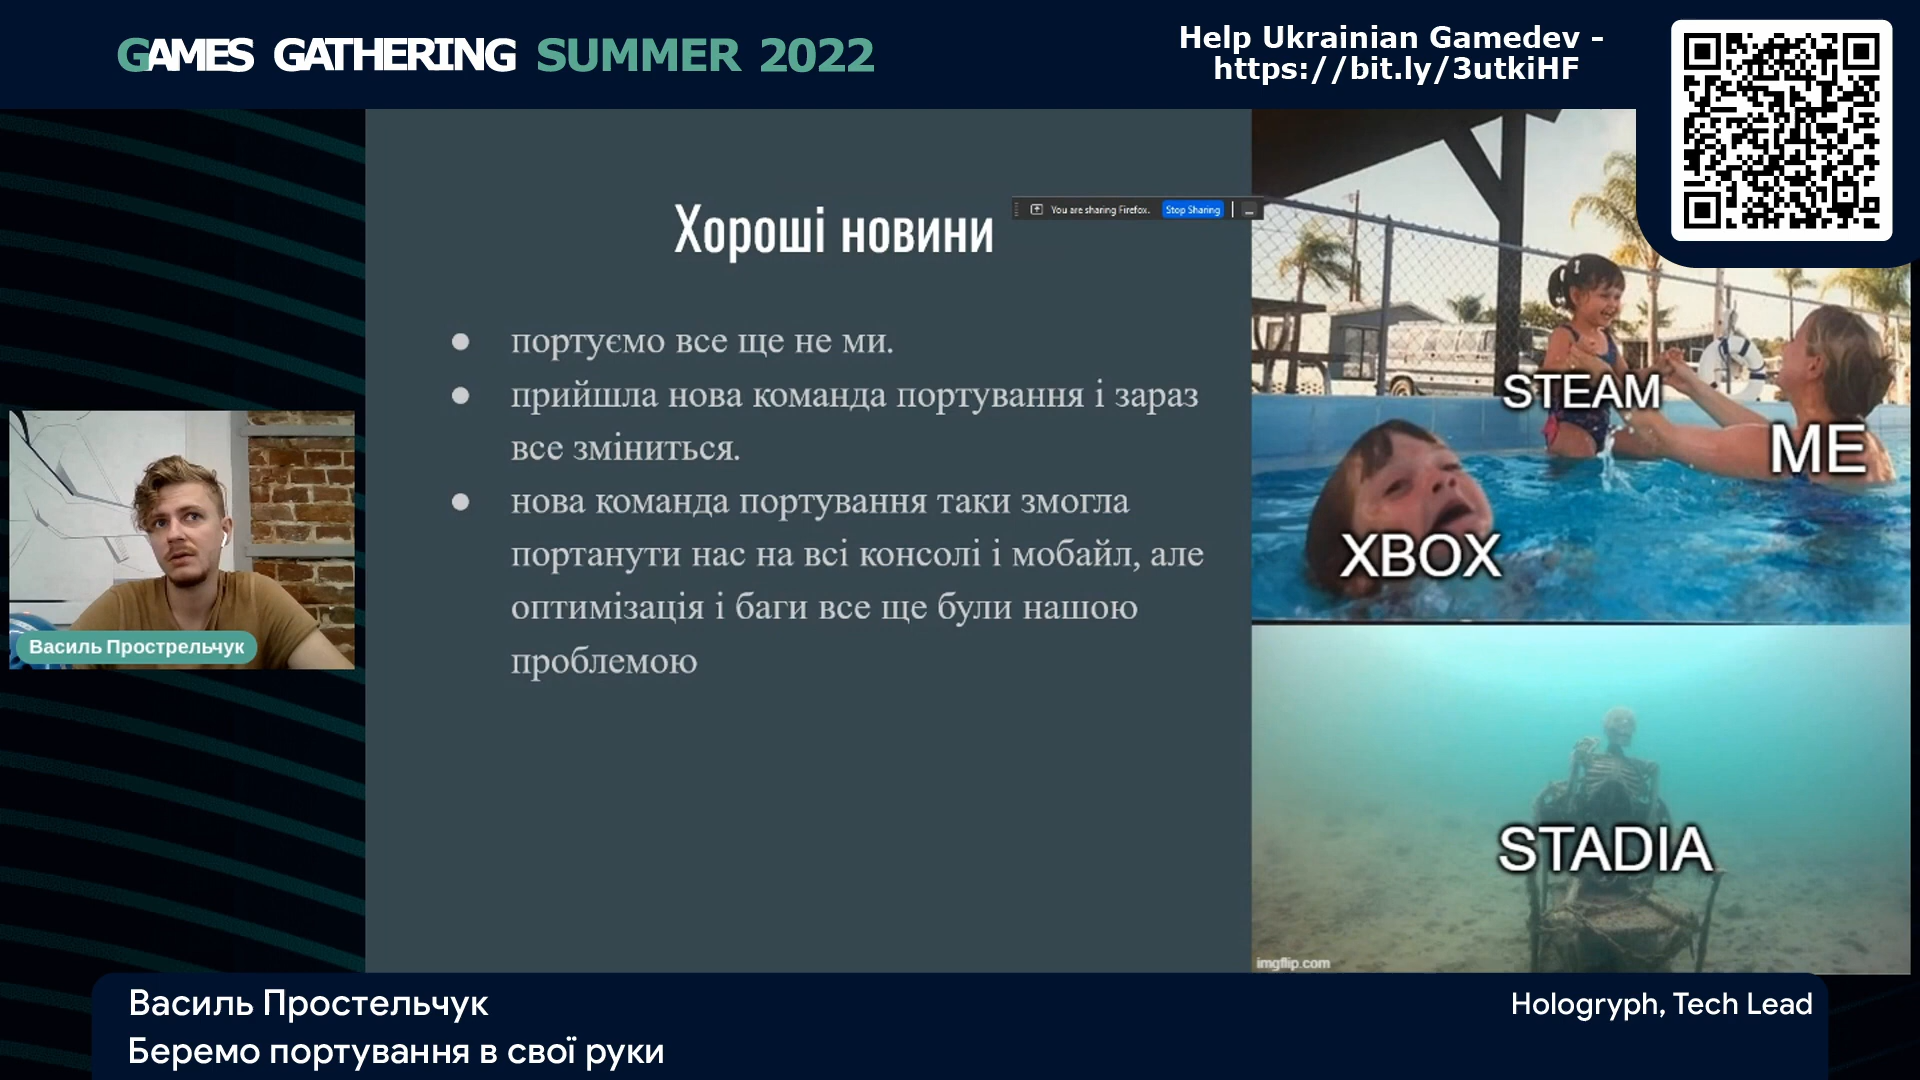 GAMES GATHERING SUMMER 2022
Help Ukrainian Gamedev -
https://bit.ly/3utkiHF
You are sharing Firefox.
Stop Sharing
Хороші новини
● портуємо все ще не ми.
● прийшла нова команда портування і зараз
все зміниться.
● нова команда портування таки змогла
портанути нас на всі консолі і мобайл, але
оптимізація і баги все ще були нашою
проблемою
STEAM
ME
XBOX
STADIA
imgflip.com
Василь Прострельчук
Василь Простельчук
Hologryph, Tech Lead
Беремо портування в свої руки